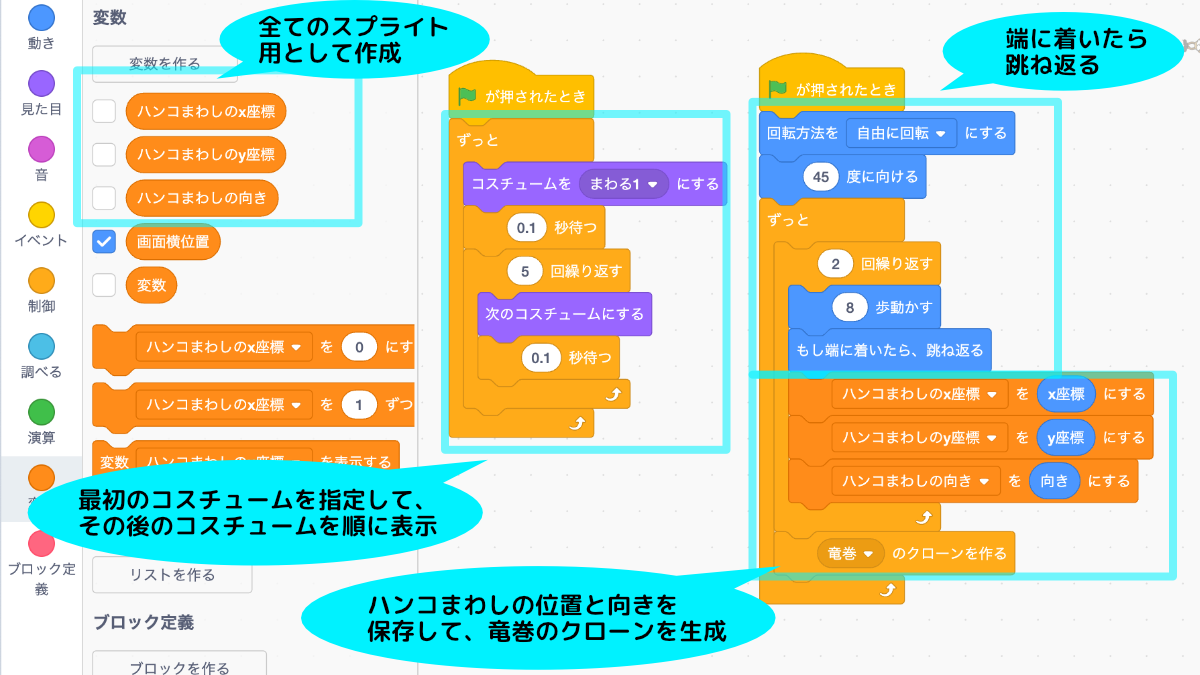 動き
見た目
音
イベント
制御
調べる
演算
ブロック定
義
変数
変数を作る
ハンコまわしのx座標
ハンコまわしのy座標
ハンコまわしの向き
画面横位置
変数
ハンコまわしのx座標 を 0 にす
ハンコまわしのx座標 を 1 ずつ
変数 を表示する
リストを作る
ブロック定義
ブロックを作る
全てのスプライト
用として作成
が押されたとき
ずっと
コスチュームを まわる1 にする
0.1 秒待つ
5 回繰り返す
次のコスチュームにする
0.1 秒待つ
最初のコスチュームを指定して、
その後のコスチュームを順に表示
端に着いたら
跳ね返る
が押されたとき
回転方法を 自由に回転 にする
45 度に向ける
ずっと
2 回繰り返す
8 歩動かす
もし端に着いたら、跳ね返る
ハンコまわしのx座標 を x座標 にする
ハンコまわしのy座標 を y座標 にする
ハンコまわしの向き を 向き にする
竜巻 のクローンを作る
ハンコまわしの位置と向きを
保存して、竜巻のクローンを生成